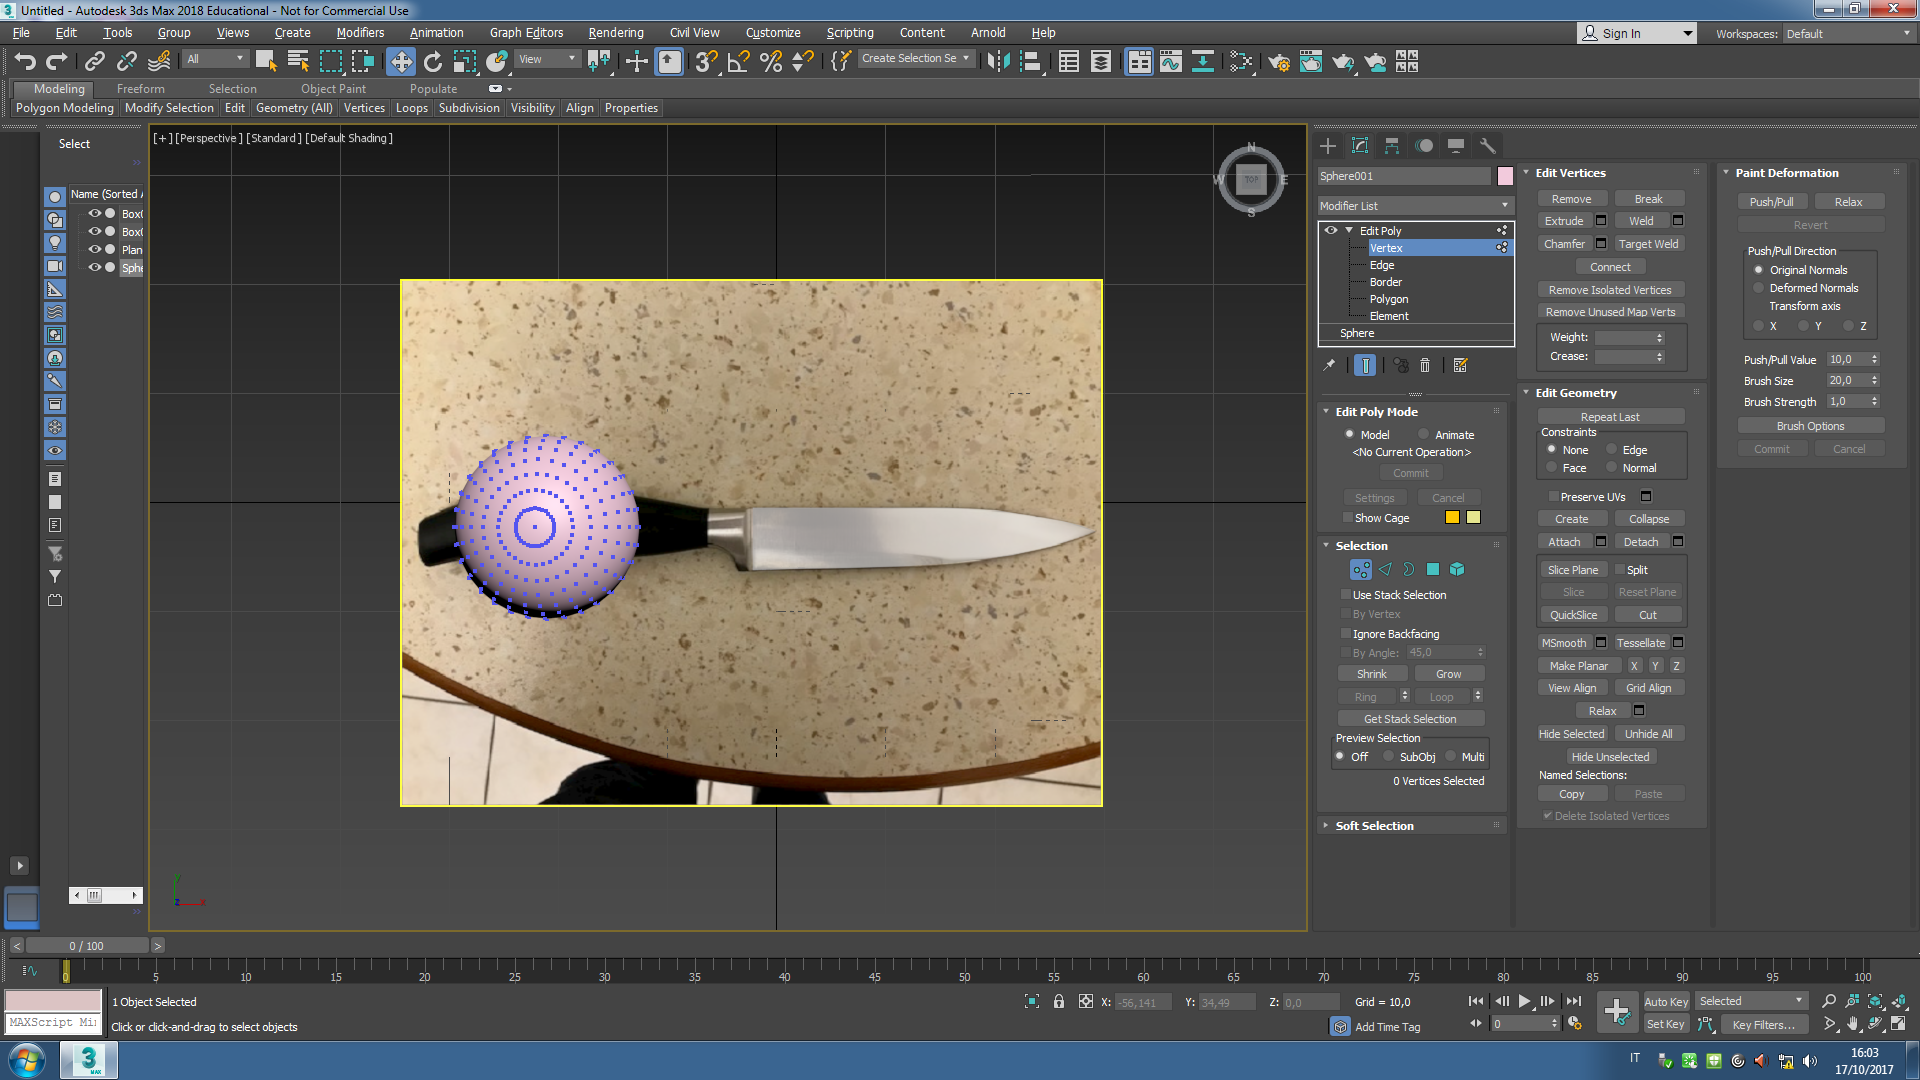 Untitled - Autodesk 3ds Max 2018 Educational - Not for Commercial Use
File Edit Tools Group Views Create Modifiers Animation Graph Editors Rendering Civil View Customize Scripting Content Arnold Help
Sign In Workspaces: Default
All View Create Selection Se
Modeling Freeform Selection Object Paint Populate
Polygon Modeling Modify Selection Edit Geometry (All) Vertices Loops Subdivision Visibility Align Properties
Select
Name (Sorted A
Box0
Box0
Plan
Sphe
[+] [Perspective] [Standard] [Default Shading]
N
W TOP E
S
Sphere001
Modifier List
Edit Poly
Vertex
Edge
Border
Polygon
Element
Sphere
Edit Poly Mode
Model Animate
<No Current Operation>
Commit
Settings Cancel
Show Cage
Selection
Use Stack Selection
By Vertex
Ignore Backfacing
By Angle: 45,0
Shrink Grow
Ring Loop
Get Stack Selection
Preview Selection
Off SubObj Multi
0 Vertices Selected
Soft Selection
Edit Vertices
Remove Break
Extrude Weld
Chamfer Target Weld
Connect
Remove Isolated Vertices
Remove Unused Map Verts
Weight:
Crease:
Edit Geometry
Repeat Last
Constraints
None Edge
Face Normal
Preserve UVs
Create Collapse
Attach Detach
Slice Plane Split
Slice Reset Plane
QuickSlice Cut
MSmooth Tessellate
Make Planar X Y Z
View Align Grid Align
Relax
Hide Selected Unhide All
Hide Unselected
Named Selections:
Copy Paste
Delete Isolated Vertices
Paint Deformation
Push/Pull Relax
Revert
Push/Pull Direction
Original Normals
Deformed Normals
Transform axis
X Y Z
Push/Pull Value 10,0
Brush Size 20,0
Brush Strength 1,0
Brush Options
Commit Cancel
y
z x
< 0 / 100 >
0 5 10 15 20 25 30 35 40 45 50 55 60 65 70 75 80 85 90 95 100
1 Object Selected X: -56,141 Y: 34,49 Z: 0,0 Grid = 10,0 Auto Key Selected
MAXScript Mi Click or click-and-drag to select objects Add Time Tag 0 Set Key Key Filters...
3 MAX
IT 16:03
17/10/2017